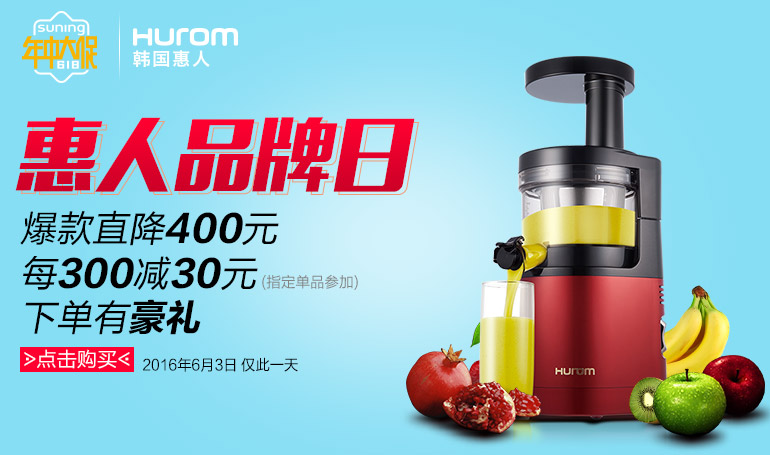 suning
年中大促
618
HUROM
韩国惠人
惠人品牌日
爆款直降400元
每300减30元 (指定单品参加)
下单有豪礼
>点击购买< 2016年6月3日 仅此一天
HUROM